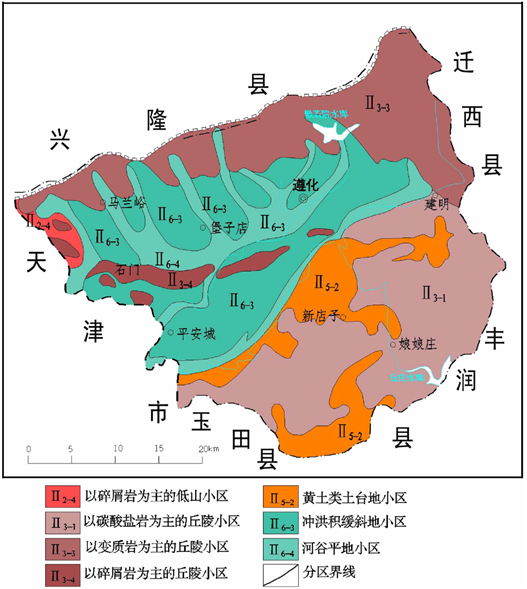 兴
隆
县
迁
西
县
天
津
市
玉
田
县
丰
润
县
Ⅱ3-3
遵化
马兰峪
堡子店
建明
石门
平安城
新店子
娘娘庄
Ⅱ2-4
Ⅱ6-3
Ⅱ6-3
Ⅱ6-3
Ⅱ6-3
Ⅱ6-4
Ⅱ3-4
Ⅱ6-3
Ⅱ5-2
Ⅱ3-1
Ⅱ5-2
0 10 20km
Ⅱ2-4 以碎屑岩为主的低山小区
Ⅱ3-1 以碳酸盐岩为主的丘陵小区
Ⅱ3-3 以变质岩为主的丘陵小区
Ⅱ3-4 以碎屑岩为主的丘陵小区
Ⅱ5-2 黄土类土台地小区
Ⅱ6-3 冲洪积缓斜地小区
Ⅱ6-4 河谷平地小区
分区界线